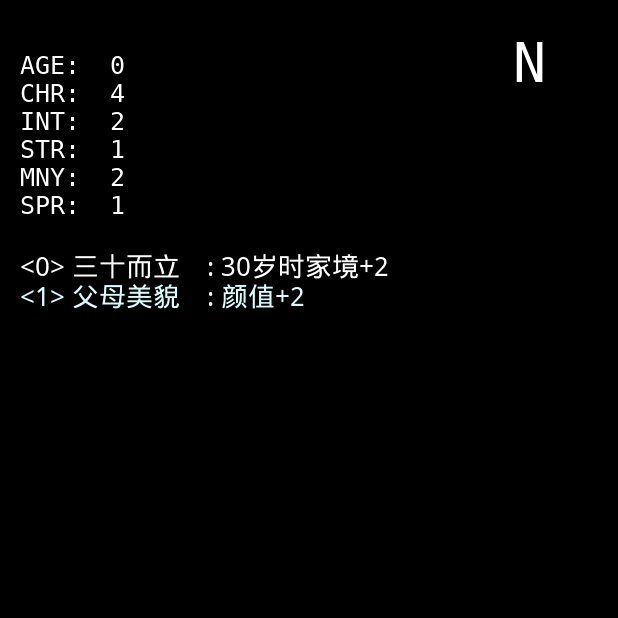 N
AGE: 0
CHR: 4
INT: 2
STR: 1
MNY: 2
SPR: 1
<0> 三十而立 : 30岁时家境+2
<1> 父母美貌 : 颜值+2